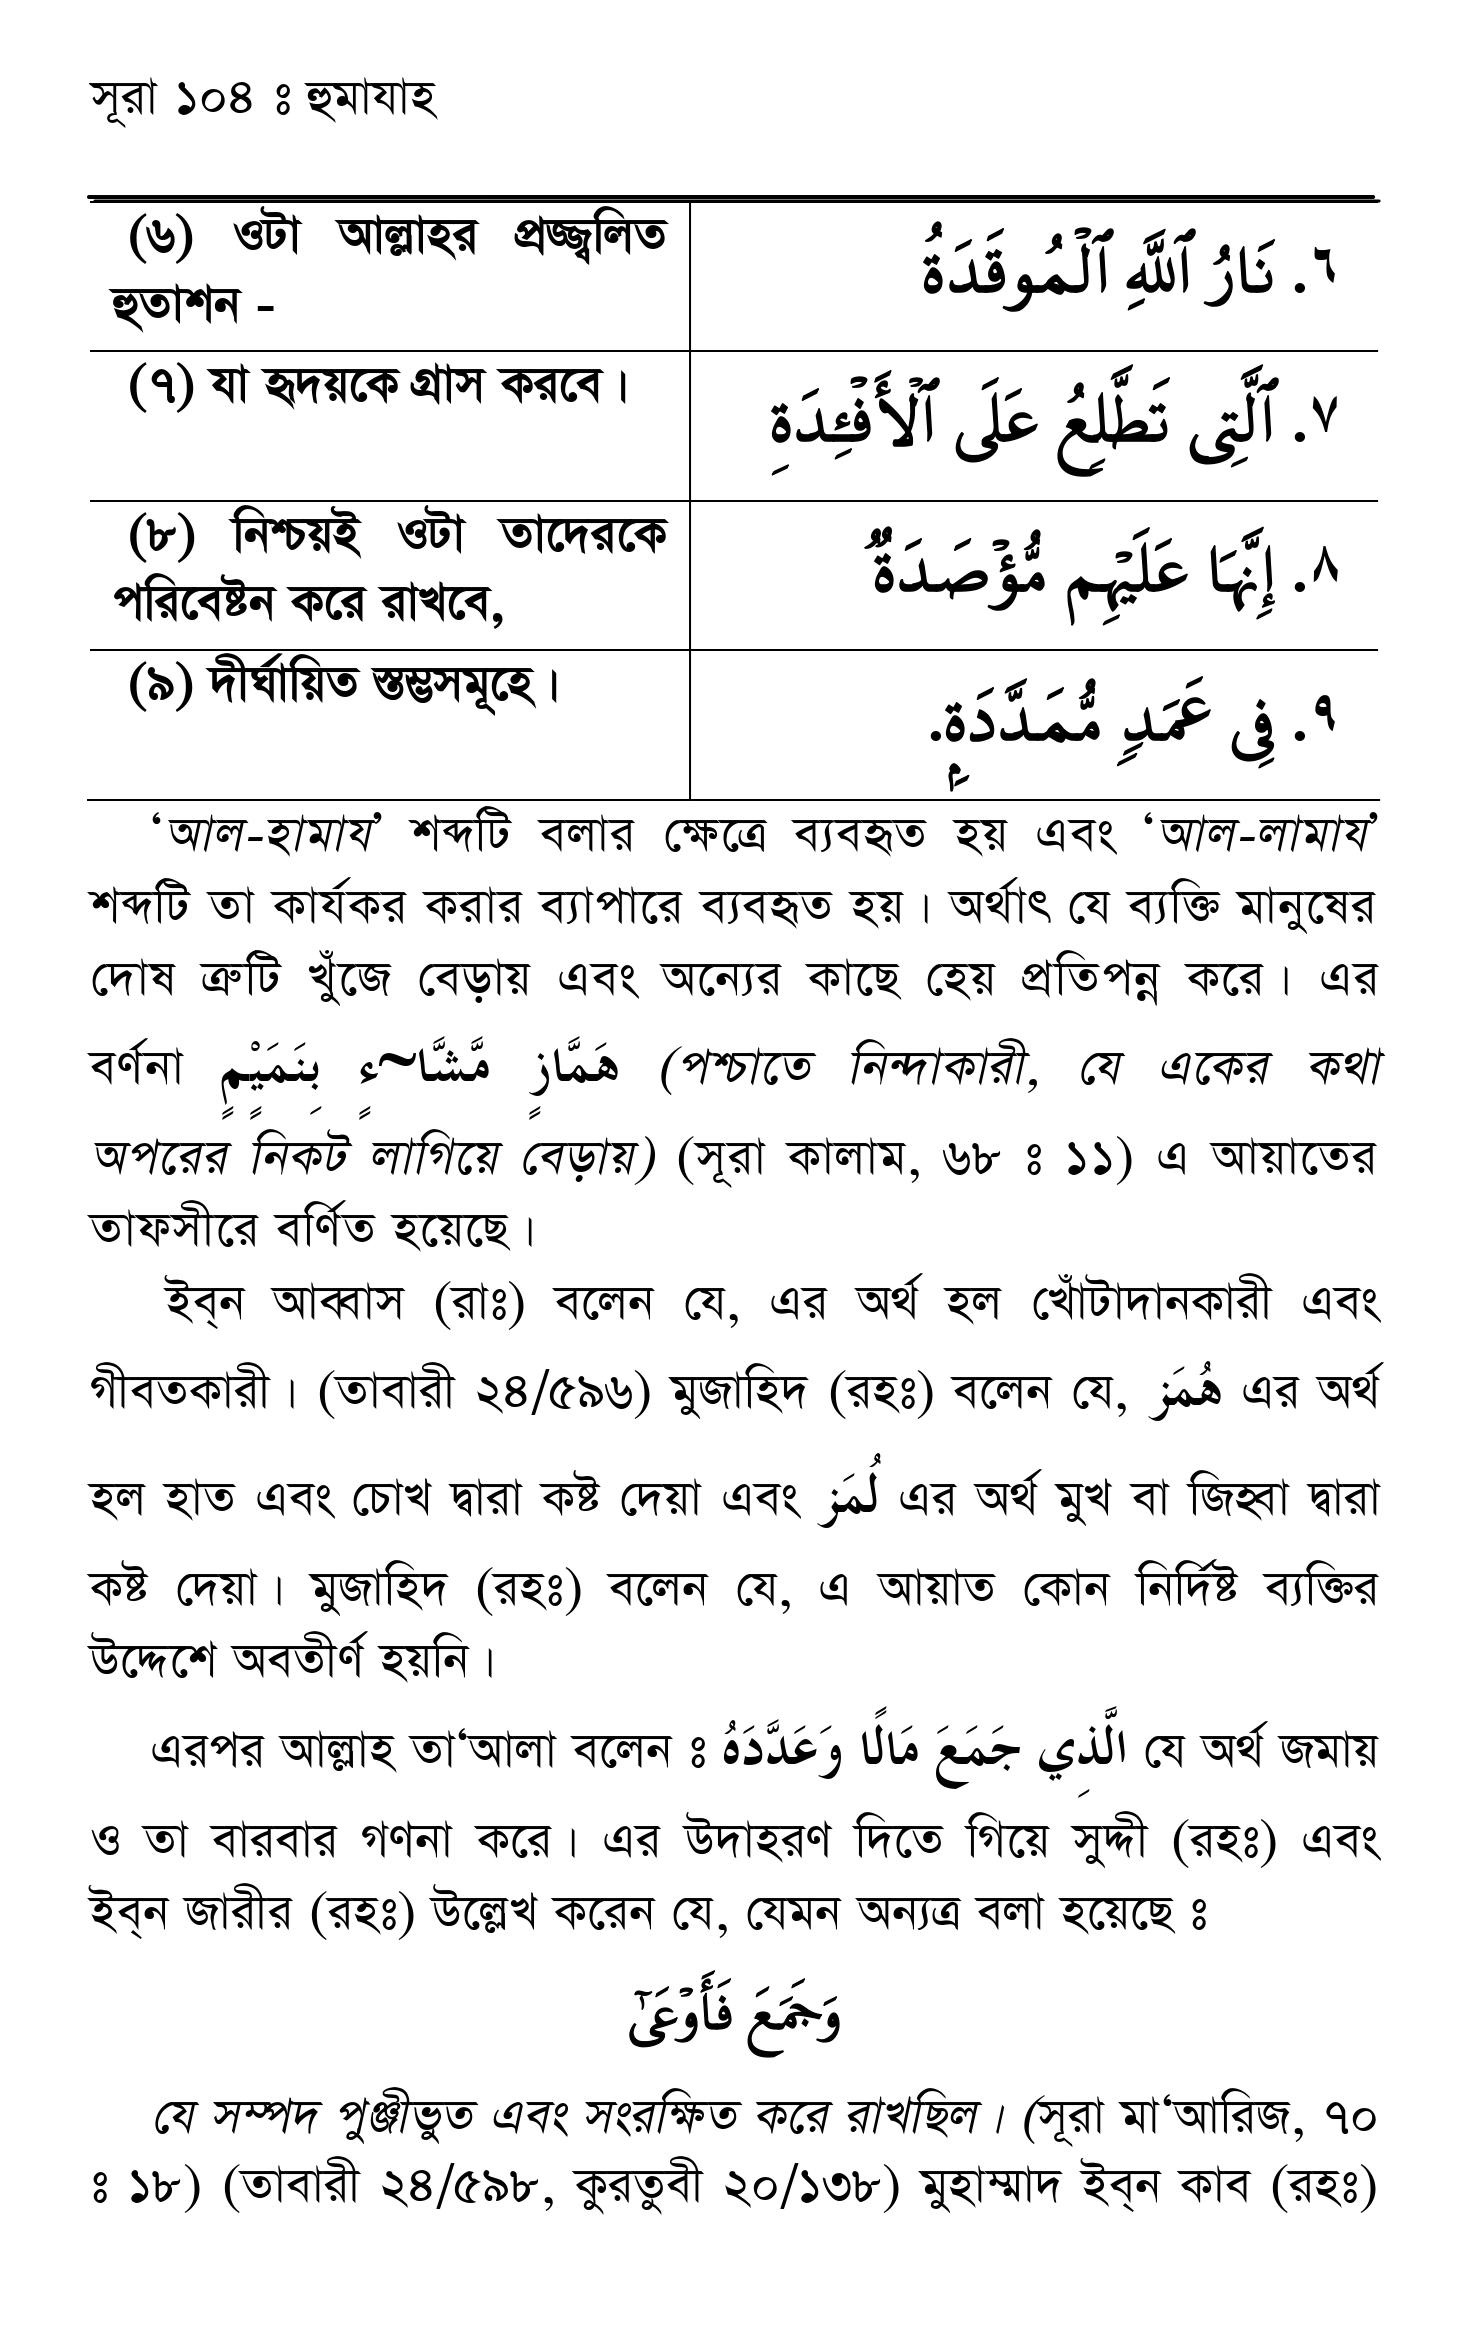 সূরা ১০৪ ঃ হুমাযাহ
(৬) ওটা আল্লাহর প্রজ্জ্বলিত
হুতাশন -
٦. نَارُ ٱللَّهِ ٱلْمُوقَدَةُ
(৭) যা হৃদয়কে গ্রাস করবে।
٧. ٱلَّتِى تَطَّلِعُ عَلَى ٱلْأَفْئِدَةِ
(৮) নিশ্চয়ই ওটা তাদেরকে
পরিবেষ্টন করে রাখবে,
٨. إِنَّهَا عَلَيْهِم مُّؤْصَدَةٌ
(৯) দীর্ঘায়িত স্তম্ভসমূহে।
٩. فِى عَمَدٍ مُّمَدَّدَةٍۭ.
‘আল-হামায’ শব্দটি বলার ক্ষেত্রে ব্যবহৃত হয় এবং ‘আল-লামায’
শব্দটি তা কার্যকর করার ব্যাপারে ব্যবহৃত হয়। অর্থাৎ যে ব্যক্তি মানুষের
দোষ ত্রুটি খুঁজে বেড়ায় এবং অন্যের কাছে হেয় প্রতিপন্ন করে। এর
বর্ণনা هَمَّازٍ مَّشَّا~ءٍ بِنَمَيْمٍ (পশ্চাতে নিন্দাকারী, যে একের কথা
অপরের নিকট লাগিয়ে বেড়ায়) (সূরা কালাম, ৬৮ ঃ ১১) এ আয়াতের
তাফসীরে বর্ণিত হয়েছে।
ইব্‌ন আব্বাস (রাঃ) বলেন যে, এর অর্থ হল খোঁটাদানকারী এবং
গীবতকারী। (তাবারী ২৪/৫৯৬) মুজাহিদ (রহঃ) বলেন যে, هُمَز এর অর্থ
হল হাত এবং চোখ দ্বারা কষ্ট দেয়া এবং لُمَز এর অর্থ মুখ বা জিহ্বা দ্বারা
কষ্ট দেয়া। মুজাহিদ (রহঃ) বলেন যে, এ আয়াত কোন নির্দিষ্ট ব্যক্তির
উদ্দেশে অবতীর্ণ হয়নি।
এরপর আল্লাহ তা‘আলা বলেন ঃ الَّذِي جَمَعَ مَالًا وَعَدَّدَهُ যে অর্থ জমায়
ও তা বারবার গণনা করে। এর উদাহরণ দিতে গিয়ে সুদ্দী (রহঃ) এবং
ইব্‌ন জারীর (রহঃ) উল্লেখ করেন যে, যেমন অন্যত্র বলা হয়েছে ঃ
وَجَمَعَ فَأَوْعَىٰٓ
যে সম্পদ পুঞ্জীভুত এবং সংরক্ষিত করে রাখছিল। (সূরা মা‘আরিজ, ৭০
ঃ ১৮) (তাবারী ২৪/৫৯৮, কুরতুবী ২০/১৩৮) মুহাম্মাদ ইব্‌ন কাব (রহঃ)